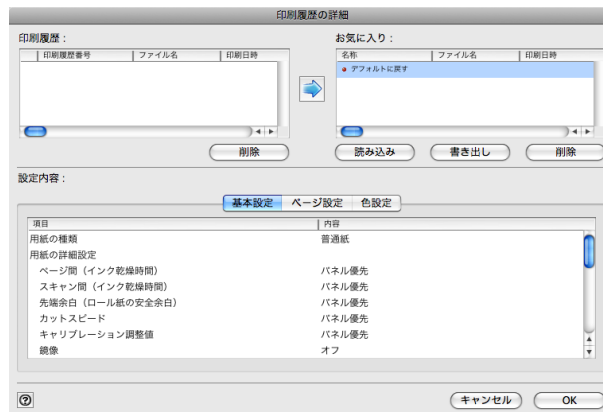 印刷履歴の詳細
印刷履歴：
お気に入り：
印刷履歴番号 ファイル名 印刷日時
名称 ファイル名 印刷日時
デフォルトに戻す
削除
読み込み 書き出し 削除
設定内容：
基本設定 ページ設定 色設定
項目 内容
用紙の種類 普通紙
用紙の詳細設定
ページ間（インク乾燥時間） パネル優先
スキャン間（インク乾燥時間） パネル優先
先端余白（ロール紙の安全余白） パネル優先
カットスピード パネル優先
キャリブレーション調整値 パネル優先
鏡像 オフ
?
キャンセル OK